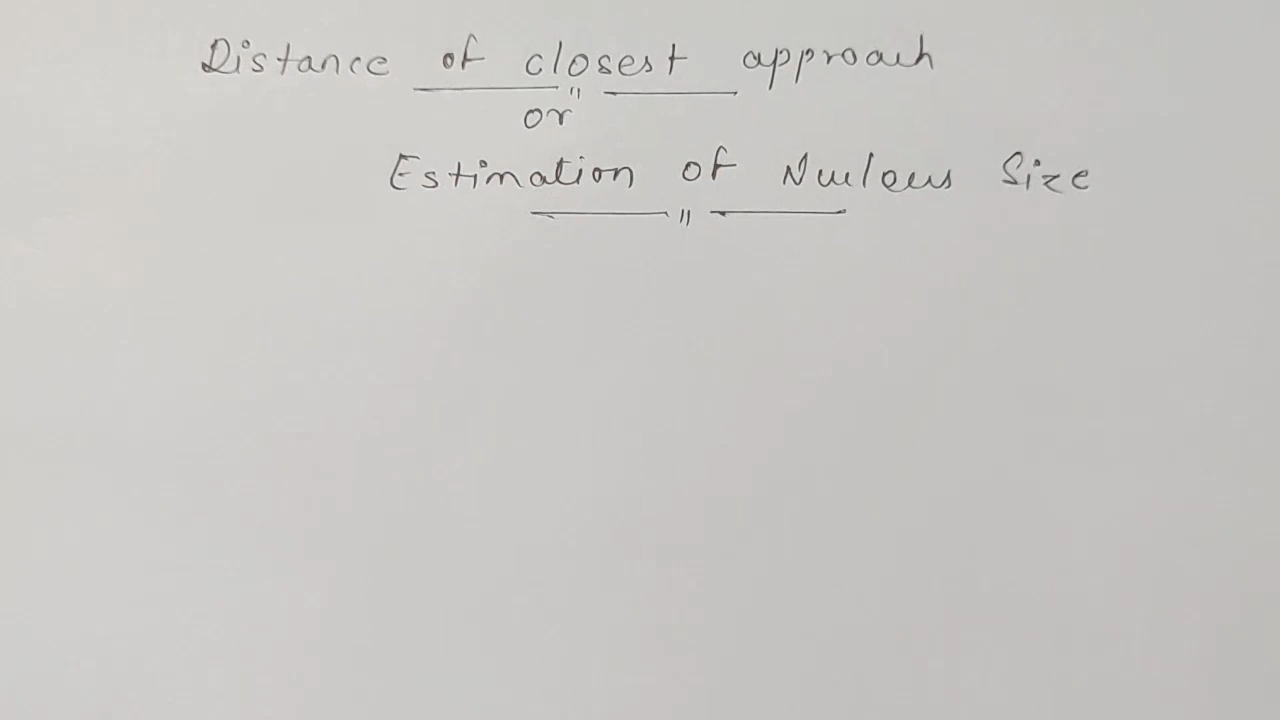 Distance of closest approach
or
Estimation of Nucleus Size